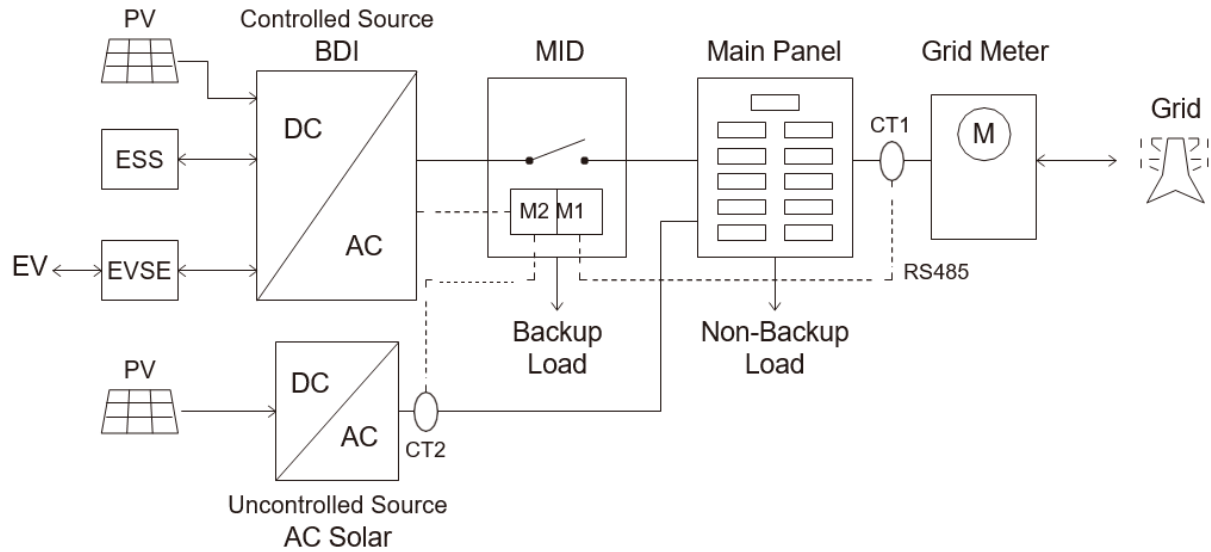 PV
Controlled Source
BDI
MID
Main Panel
Grid Meter
Grid
DC
AC
ESS
EV
EVSE
M2
M1
CT1
M
RS485
Backup
Load
Non-Backup
Load
PV
DC
AC
CT2
Uncontrolled Source
AC Solar